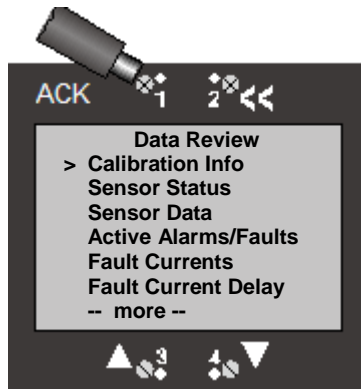 ACK 1 2 <<
Data Review
> Calibration Info
Sensor Status
Sensor Data
Active Alarms/Faults
Fault Currents
Fault Current Delay
-- more --
3 4